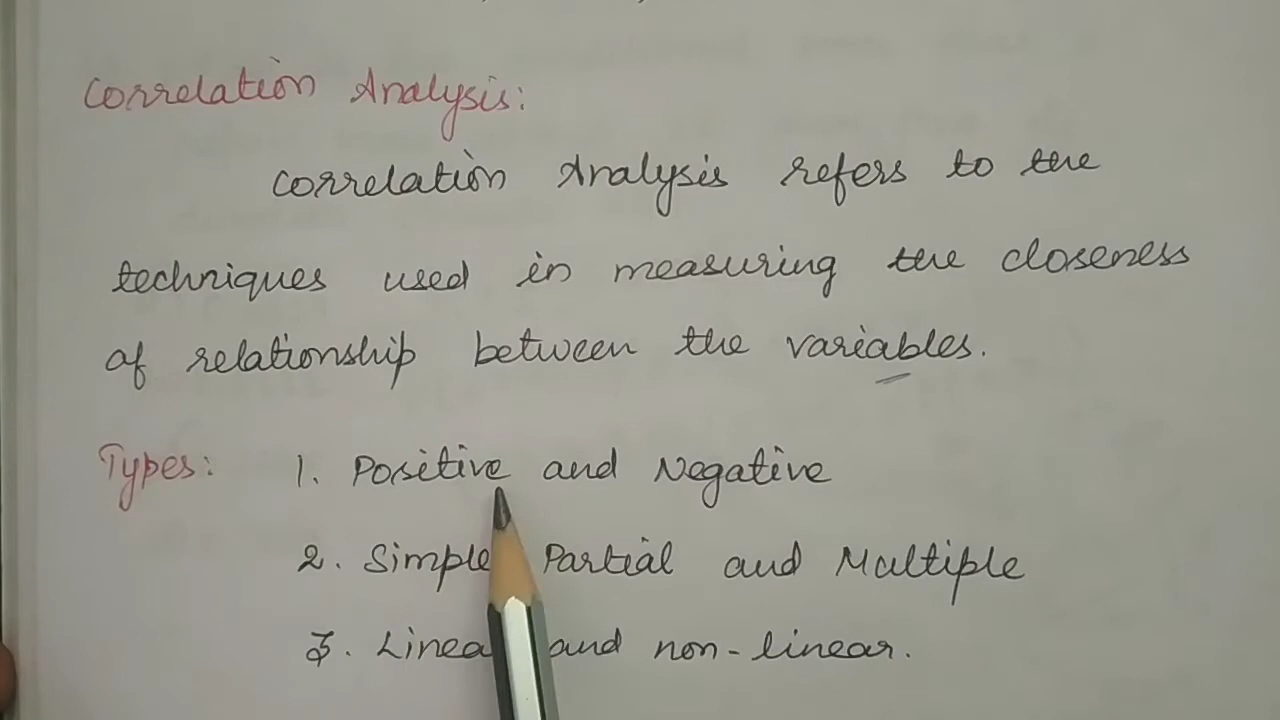 Correlation Analysis:
Correlation Analysis refers to the
techniques used in measuring the closeness
of relationship between the variables.
Types: 1. Positive and Negative
2. Simple Partial and Multiple
3. Linea and non-linear.